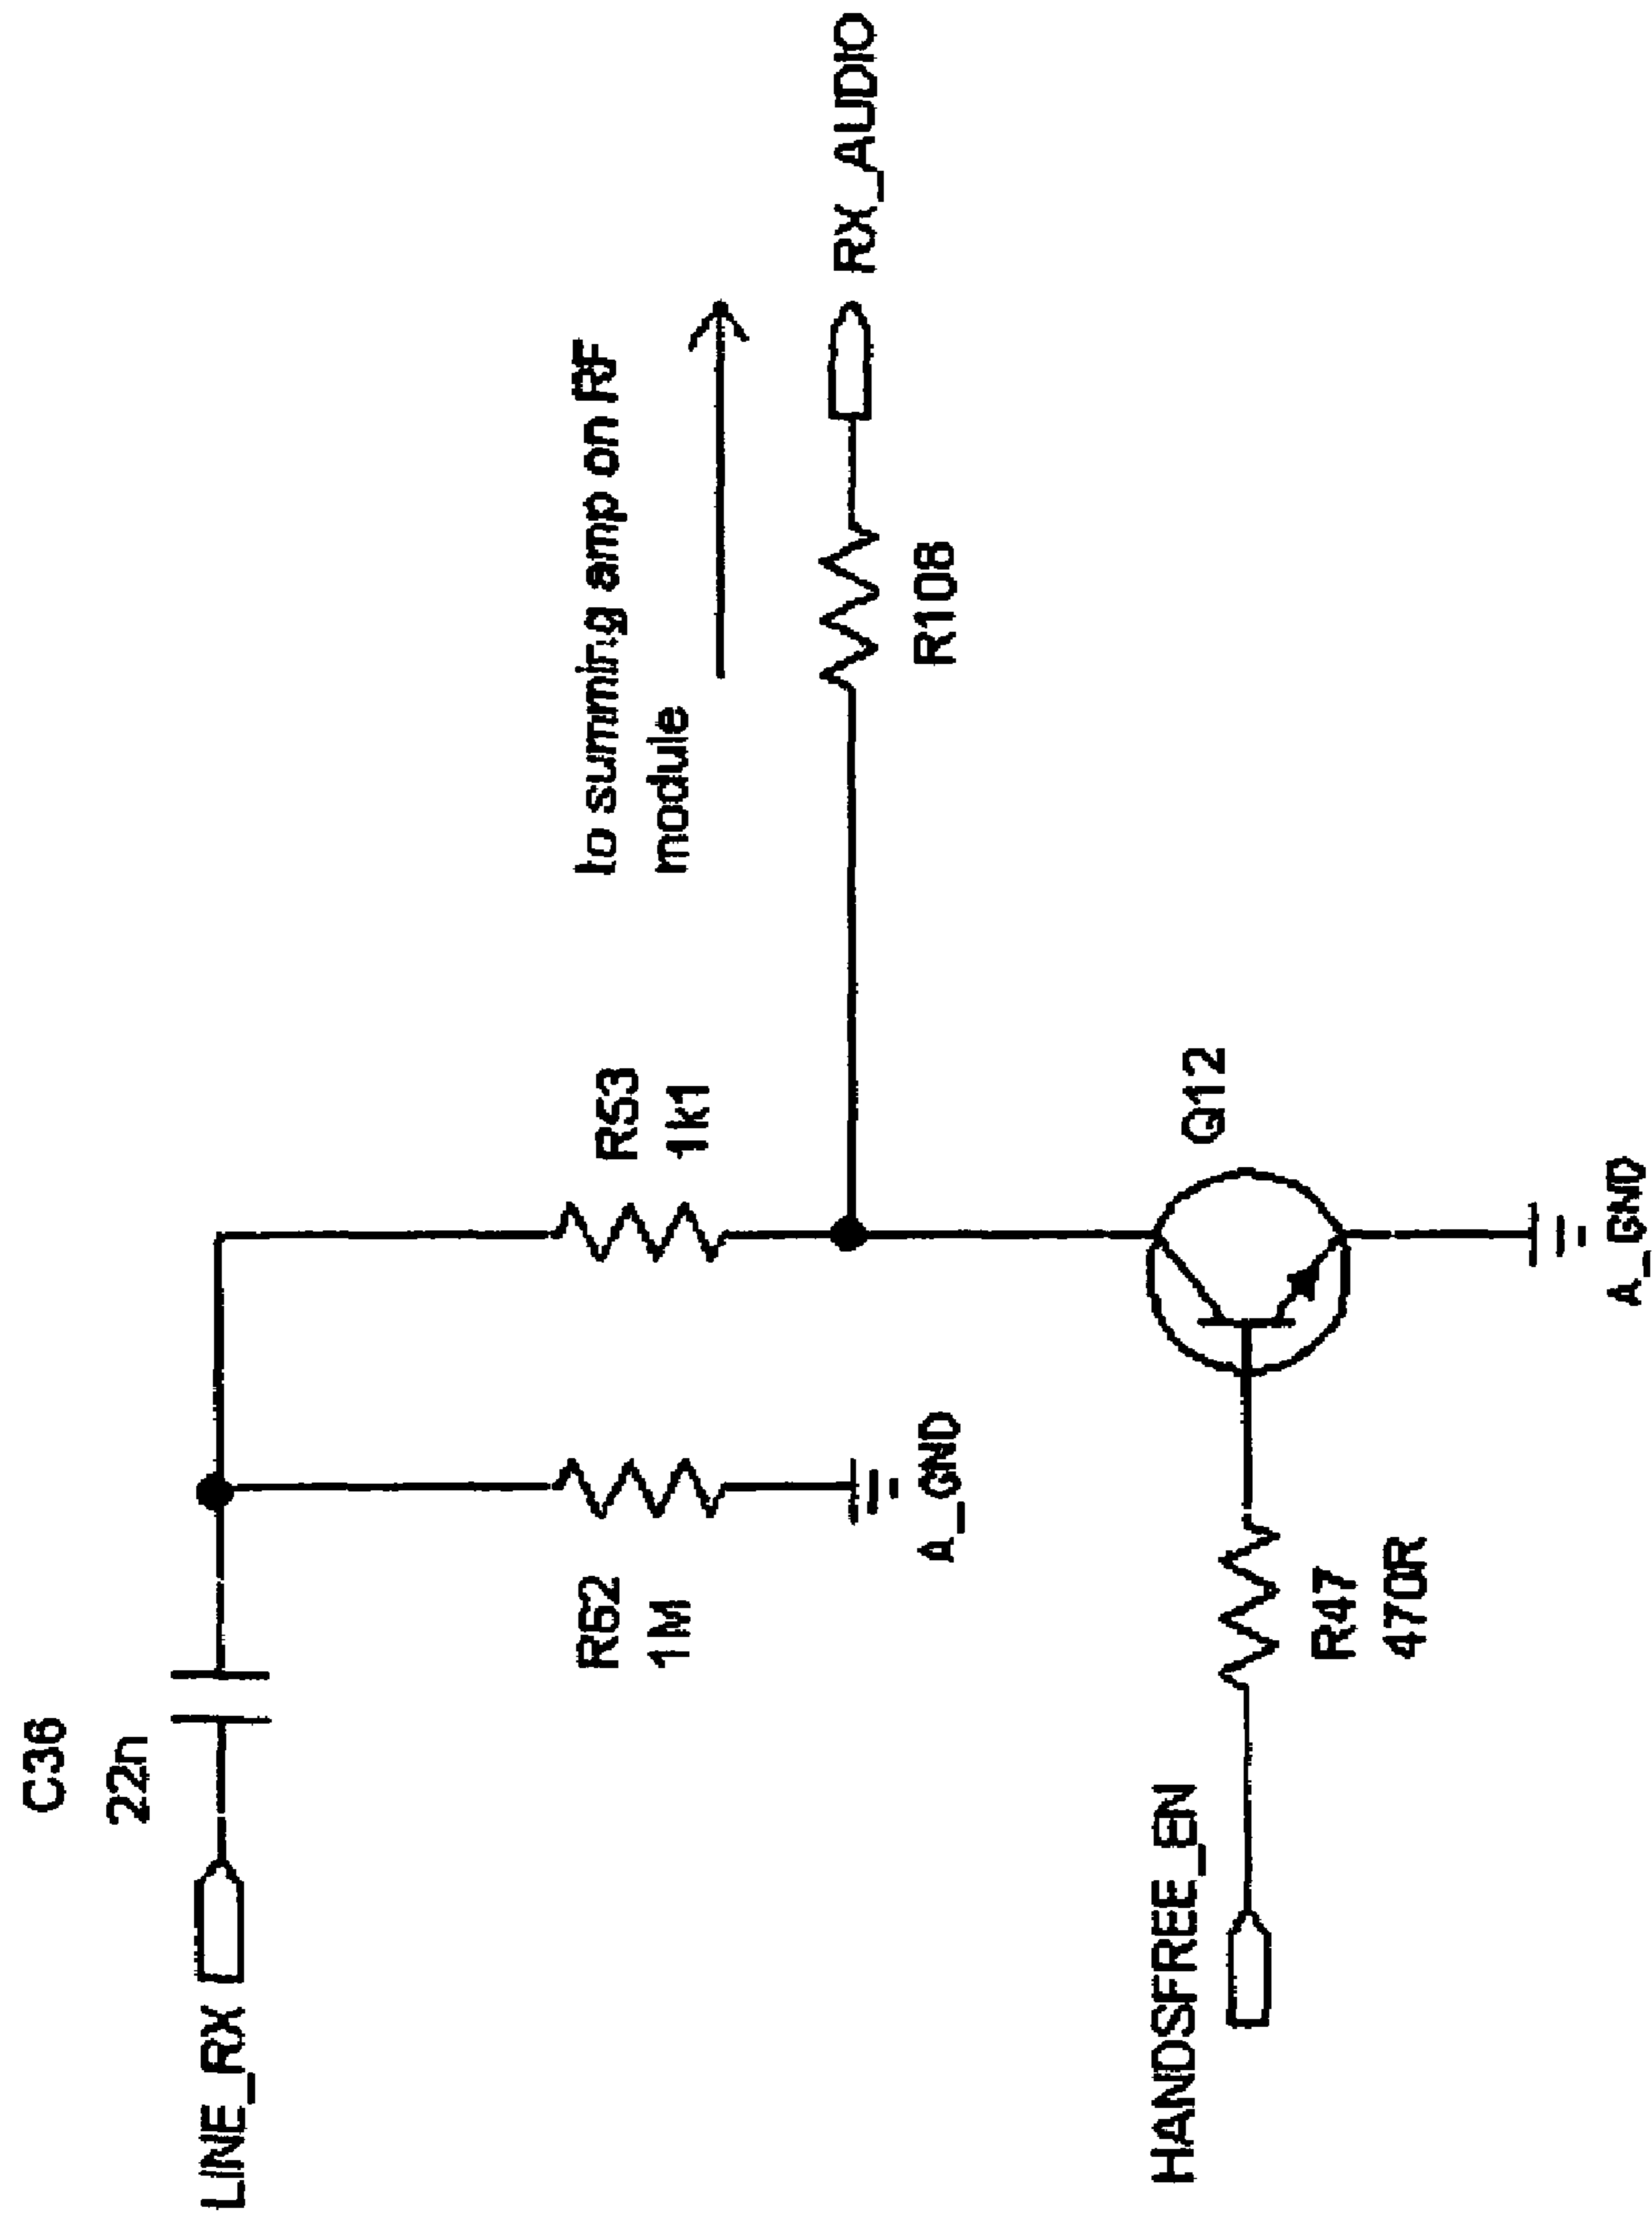 C36
22n
LINE_RX
R62
1M
A_GND
R53
1k1
to summing amp on RF
module
RX_AUDIO
R108
HANDSFREE_EN
R47
470R
Q12
A_GND